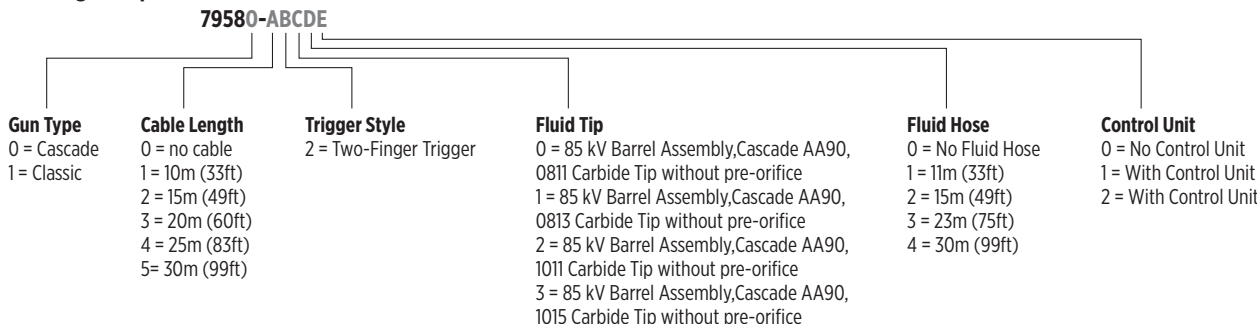 79580-ABCDE
Gun Type
0 = Cascade
1 = Classic
Cable Length
0 = no cable
1 = 10m (33ft)
2 = 15m (49ft)
3 = 20m (60ft)
4 = 25m (83ft)
5= 30m (99ft)
Trigger Style
2 = Two-Finger Trigger
Fluid Tip
0 = 85 kV Barrel Assembly,Cascade AA90,
0811 Carbide Tip without pre-orifice
1 = 85 kV Barrel Assembly,Cascade AA90,
0813 Carbide Tip without pre-orifice
2 = 85 kV Barrel Assembly,Cascade AA90,
1011 Carbide Tip without pre-orifice
3 = 85 kV Barrel Assembly,Cascade AA90,
1015 Carbide Tip without pre-orifice
Fluid Hose
0 = No Fluid Hose
1 = 11m (33ft)
2 = 15m (49ft)
3 = 23m (75ft)
4 = 30m (99ft)
Control Unit
0 = No Control Unit
1 = With Control Unit
2 = With Control Unit